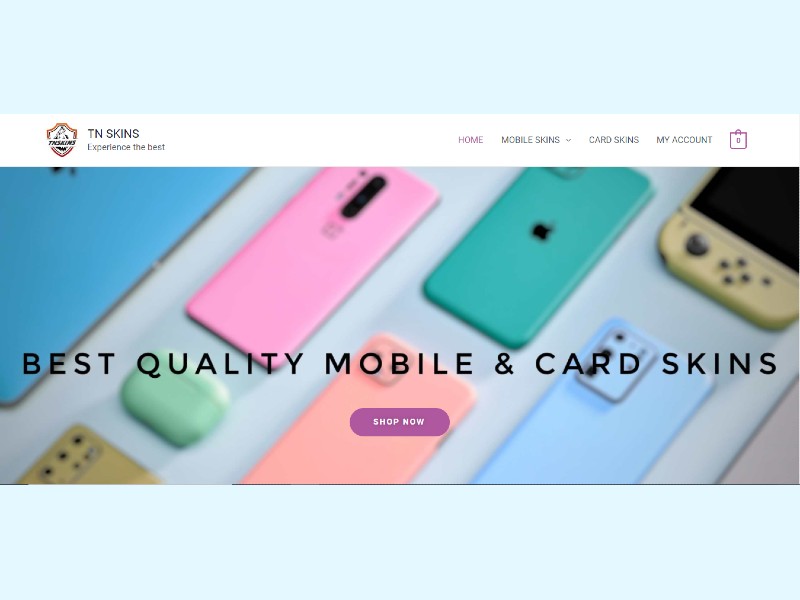 TNSKINS
TN SKINS
Experience the best
HOME
MOBILE SKINS
CARD SKINS
MY ACCOUNT
0
BEST QUALITY MOBILE & CARD SKINS
SHOP NOW